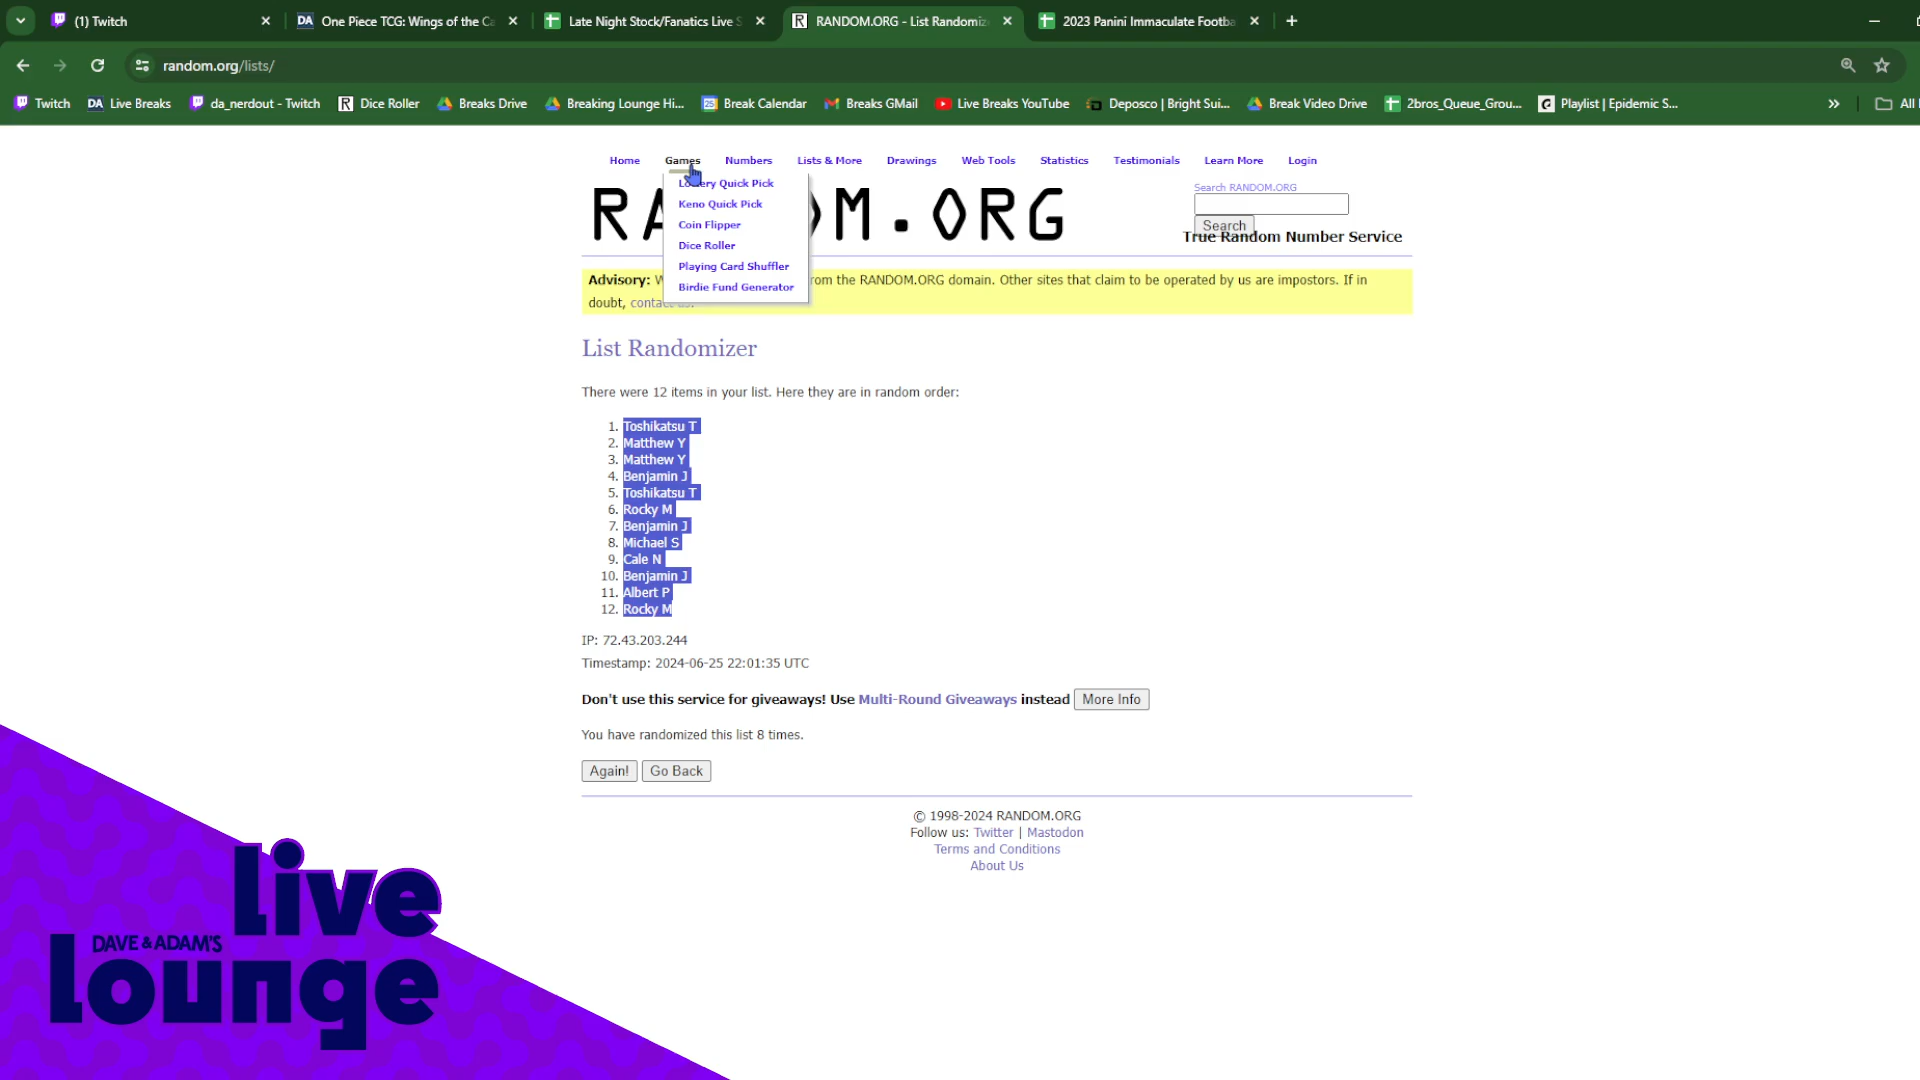 (1) Twitch
One Piece TCG: Wings of the Ca
Late Night Stock/Fanatics Live S
RANDOM.ORG - List Randomize
2023 Panini Immaculate Footba
random.org/lists/
Twitch
DA Live Breaks
da_nerdout - Twitch
Dice Roller
Breaks Drive
Breaking Lounge Hi...
Break Calendar
Breaks GMail
Live Breaks YouTube
Deposco | Bright Sui...
Break Video Drive
2bros_Queue_Grou...
Playlist | Epidemic S...
All
Home Games Numbers Lists & More Drawings Web Tools Statistics Testimonials Learn More Login
Lottery Quick Pick
Keno Quick Pick
Coin Flipper
Dice Roller
Playing Card Shuffler
Birdie Fund Generator
RANDOM.ORG
Search RANDOM.ORG
Search
True Random Number Service
Advisory: W rom the RANDOM.ORG domain. Other sites that claim to be operated by us are impostors. If in
doubt, contact us.
List Randomizer
There were 12 items in your list. Here they are in random order:
1. Toshikatsu T
2. Matthew Y
3. Matthew Y
4. Benjamin J
5. Toshikatsu T
6. Rocky M
7. Benjamin J
8. Michael S
9. Cale N
10. Benjamin J
11. Albert P
12. Rocky M
IP: 72.43.203.244
Timestamp: 2024-06-25 22:01:35 UTC
Don't use this service for giveaways! Use Multi-Round Giveaways instead More Info
You have randomized this list 8 times.
Again! Go Back
© 1998-2024 RANDOM.ORG
Follow us: Twitter | Mastodon
Terms and Conditions
About Us
live
DAVE & ADAM'S
lounge